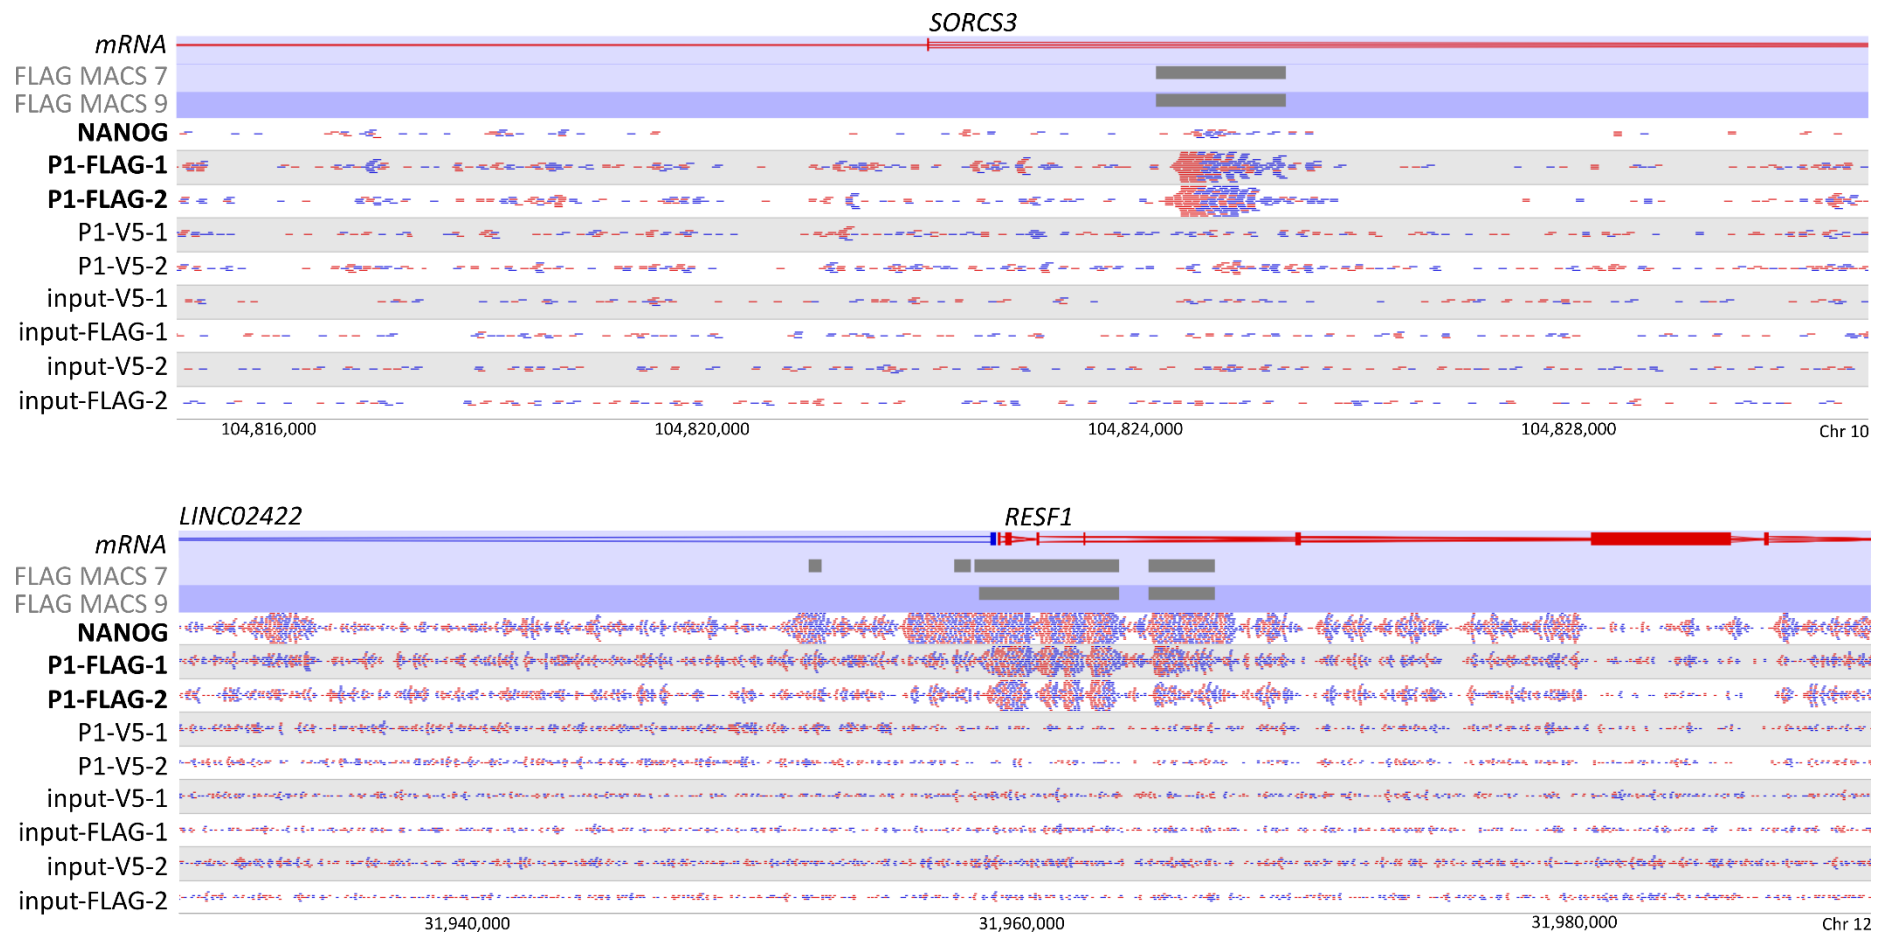 SORCS3
mRNA
FLAG MACS 7
FLAG MACS 9
NANOG
P1-FLAG-1
P1-FLAG-2
P1-V5-1
P1-V5-2
input-V5-1
input-FLAG-1
input-V5-2
input-FLAG-2
104,816,000 104,820,000 104,824,000 104,828,000 Chr 10
LINC02422 RESF1
mRNA
FLAG MACS 7
FLAG MACS 9
NANOG
P1-FLAG-1
P1-FLAG-2
P1-V5-1
P1-V5-2
input-V5-1
input-FLAG-1
input-V5-2
input-FLAG-2
31,940,000 31,960,000 31,980,000 Chr 12